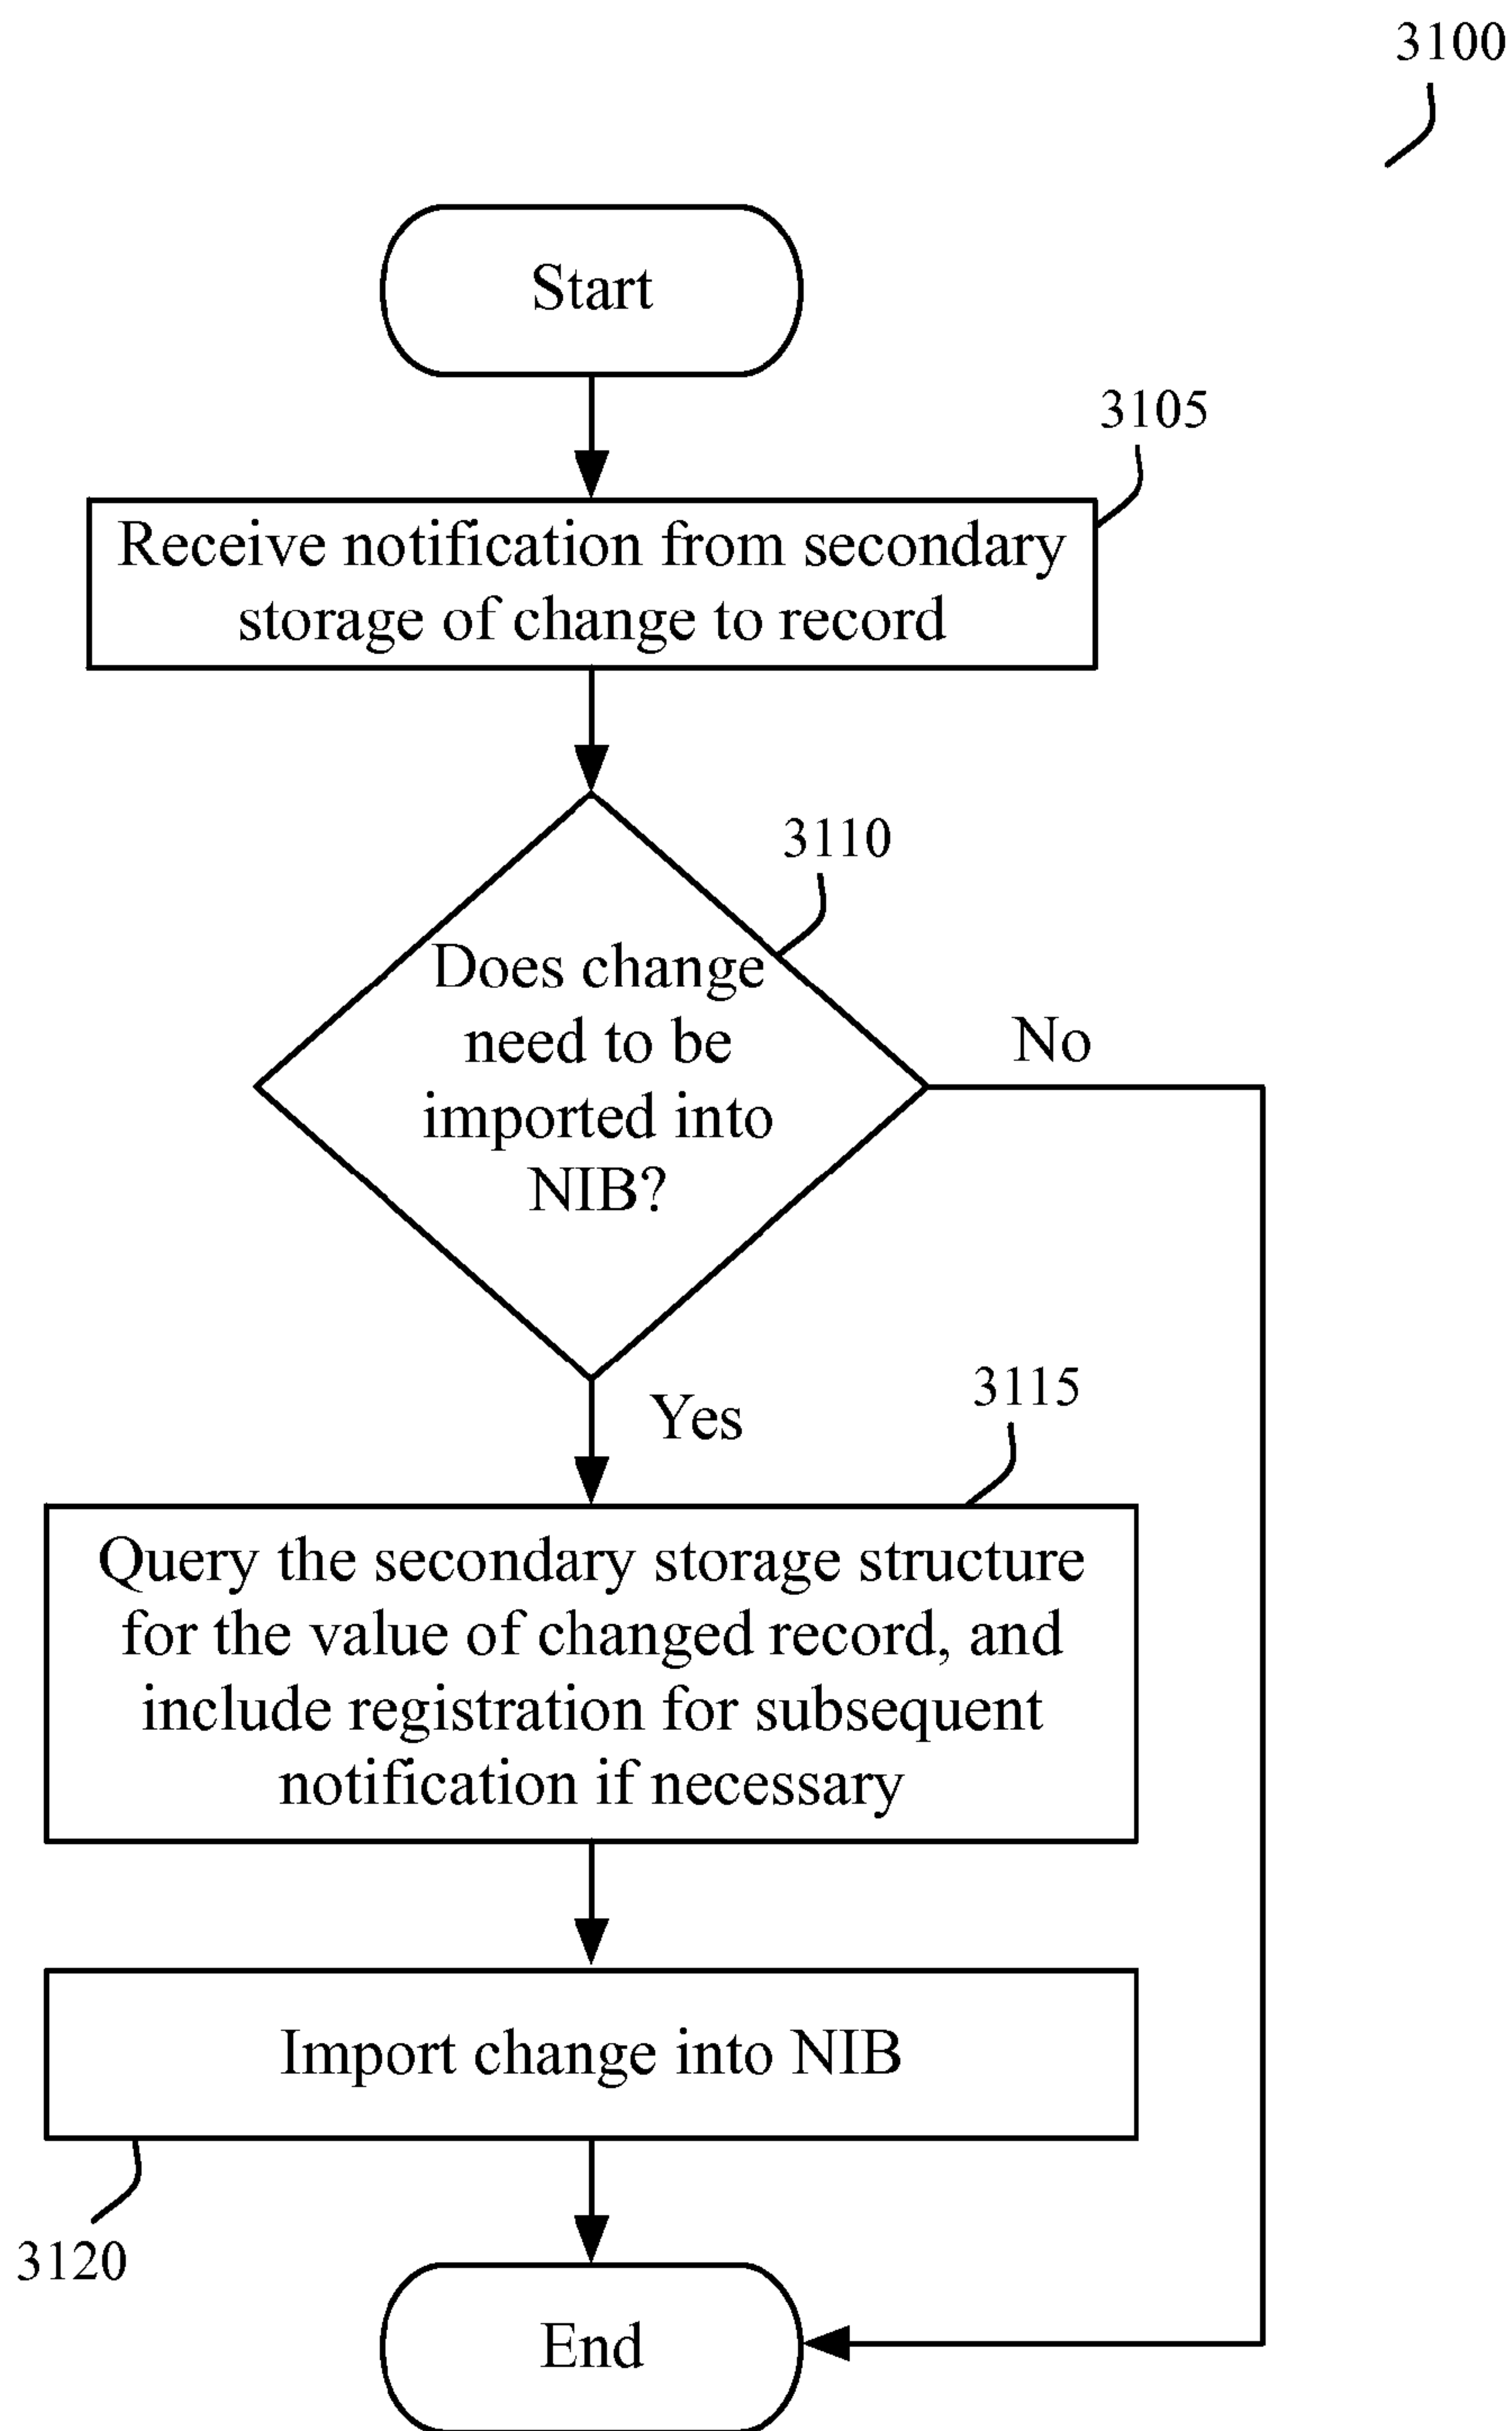 3100
Start
3105
Receive notification from secondary
storage of change to record
3110
Does change
need to be
imported into
NIB?
No
Yes
3115
Query the secondary storage structure
for the value of changed record, and
include registration for subsequent
notification if necessary
Import change into NIB
3120
End